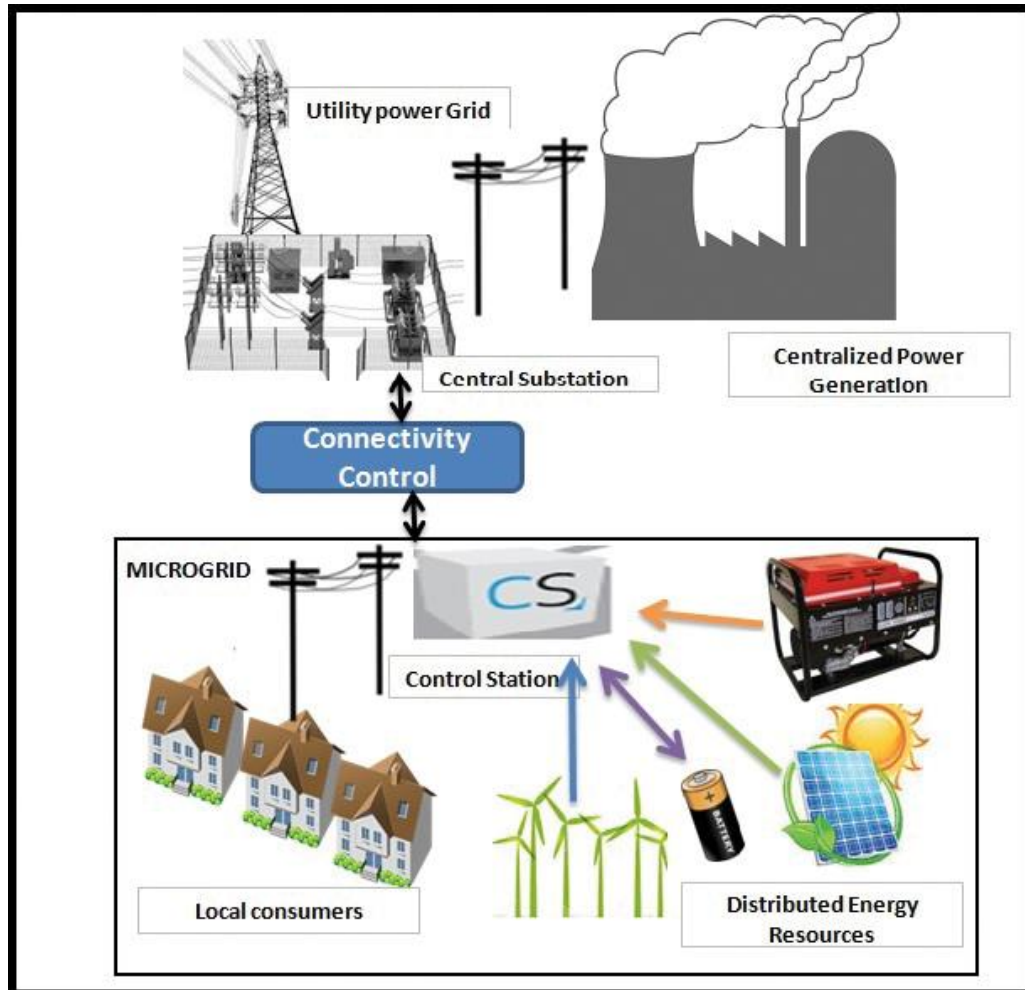 Utility power Grid
Central Substation
Centralized Power
Generation
Connectivity
Control
MICROGRID
CS
Control Station
BATTERY
Local consumers
Distributed Energy
Resources